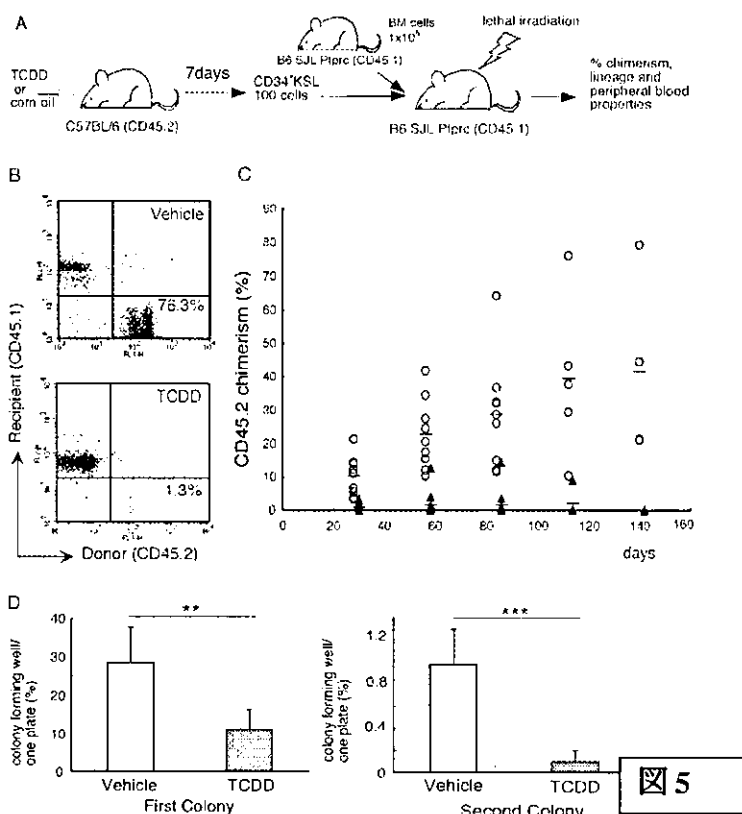 A
TCDD
or
corn oil
C57BL/6 (CD45.2)
7days
CD34-KSL
100 cells
B6 SJL Ptprc (CD45.1)
BM cells
lethal irradiation
B6 SJL Ptprc (CD45.1)
% chimerism,
lineage and
peripheral blood
properties
B
Vehicle
76.3%
TCDD
1.3%
Recipient (CD45.1)
Donor (CD45.2)
C
CD45.2 chimerism (%)
90
80
70
60
50
40
30
20
10
0
0 20 40 60 80 100 120 140 160
days
D
colony forming well/
one plate (%)
40
30
20
10
0
**
Vehicle TCDD
First Colony
colony forming well/
one plate (%)
1.2
0.8
0.4
0
***
Vehicle TCDD
Second Colony
図5